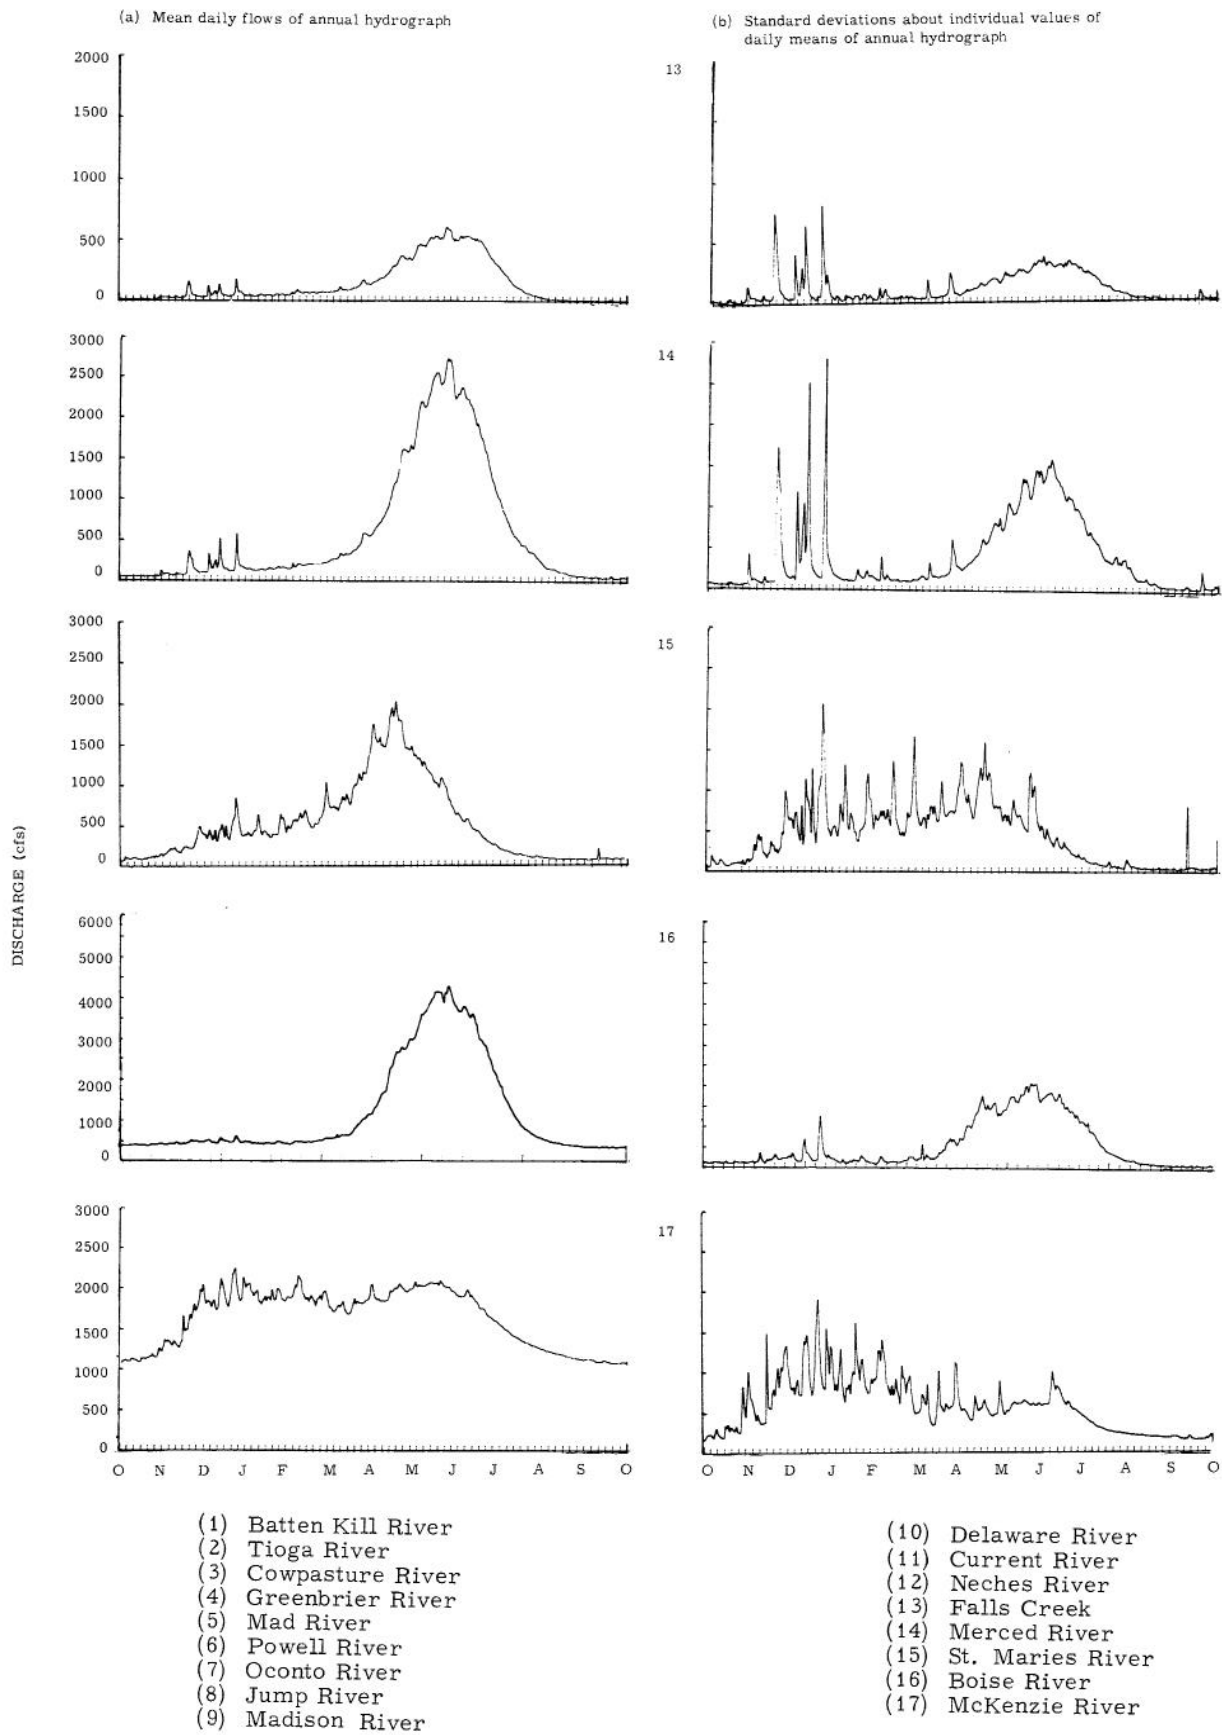 (a) Mean daily flows of annual hydrograph
(b) Standard deviations about individual values of
daily means of annual hydrograph
DISCHARGE (cfs)
2000
1500
1000
500
0
13
3000
2500
2000
1500
1000
500
0
14
3000
2500
2000
1500
1000
500
0
15
6000
5000
4000
3000
2000
1000
0
16
3000
2500
2000
1500
1000
500
0
17
O N D J F M A M J J A S O
O N D J F M A M J J A S O
(1) Batten Kill River
(2) Tioga River
(3) Cowpasture River
(4) Greenbrier River
(5) Mad River
(6) Powell River
(7) Oconto River
(8) Jump River
(9) Madison River
(10) Delaware River
(11) Current River
(12) Neches River
(13) Falls Creek
(14) Merced River
(15) St. Maries River
(16) Boise River
(17) McKenzie River